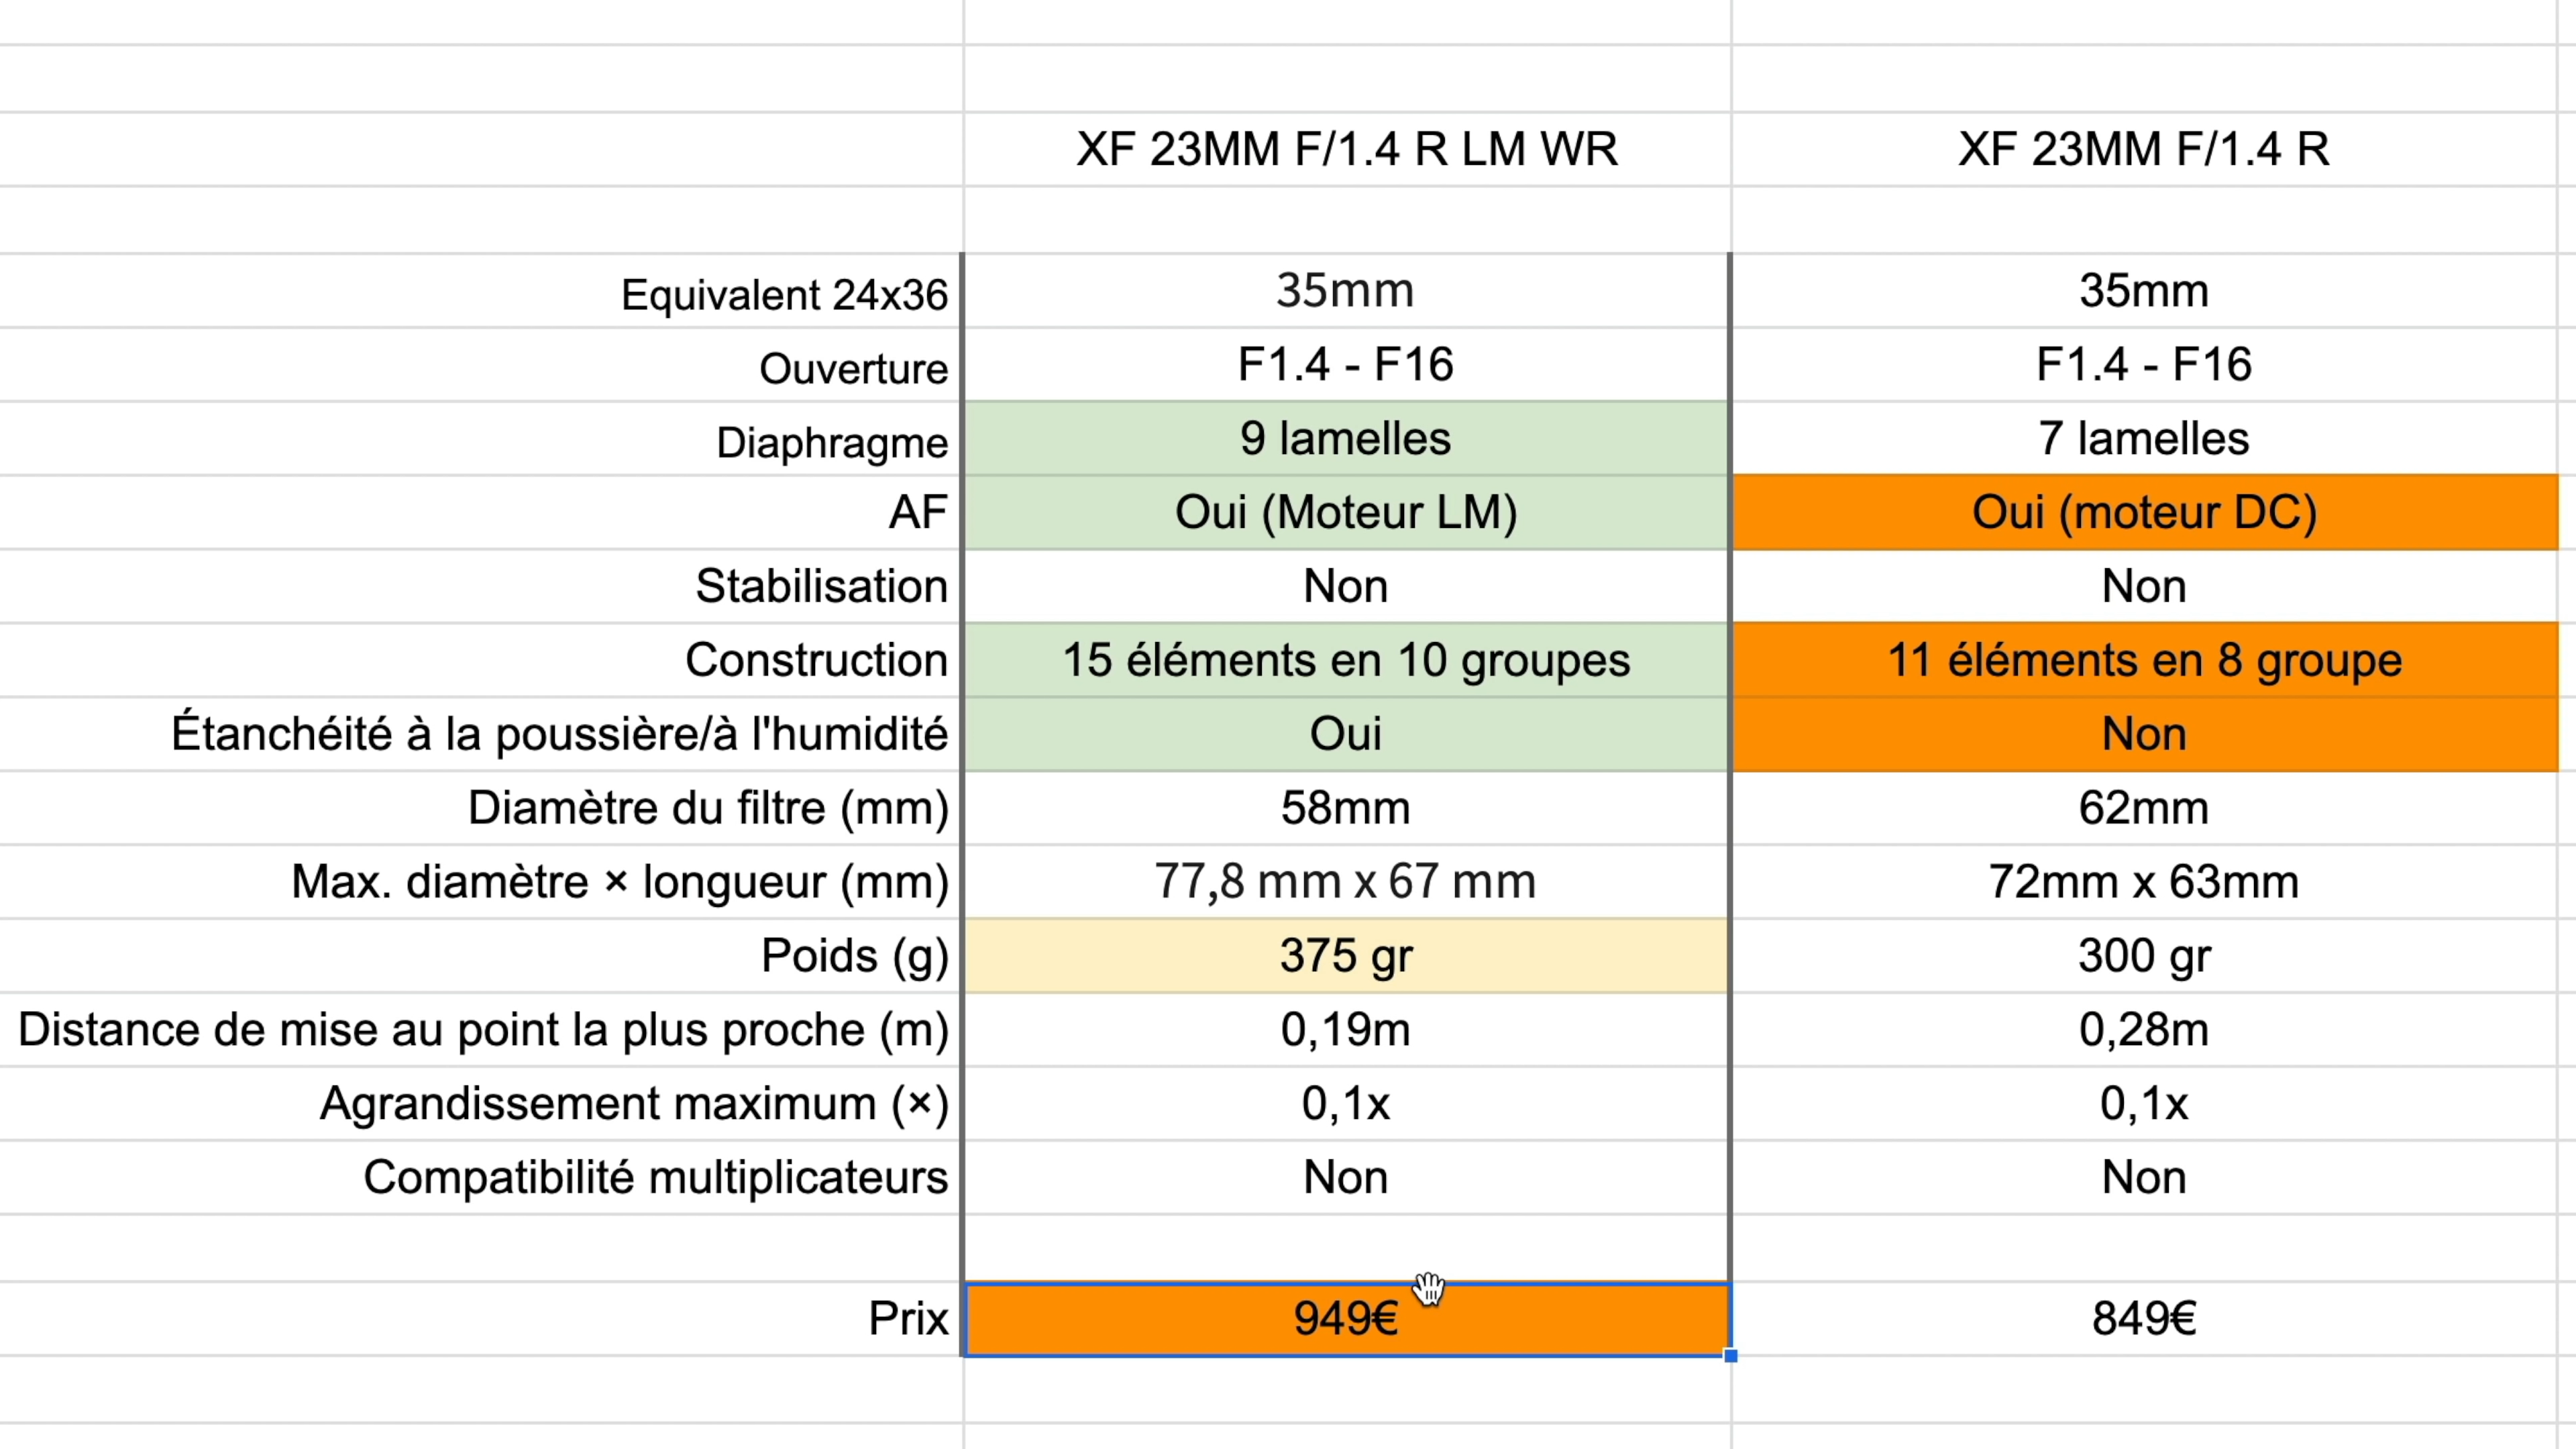 XF 23MM F/1.4 R LM WR XF 23MM F/1.4 R
Equivalent 24x36 35mm 35mm
Ouverture F1.4 - F16 F1.4 - F16
Diaphragme 9 lamelles 7 lamelles
AF Oui (Moteur LM) Oui (moteur DC)
Stabilisation Non Non
Construction 15 éléments en 10 groupes 11 éléments en 8 groupe
Étanchéité à la poussière/à l'humidité Oui Non
Diamètre du filtre (mm) 58mm 62mm
Max. diamètre × longueur (mm) 77,8 mm x 67 mm 72mm x 63mm
Poids (g) 375 gr 300 gr
Distance de mise au point la plus proche (m) 0,19m 0,28m
Agrandissement maximum (×) 0,1x 0,1x
Compatibilité multiplicateurs Non Non
Prix 949€ 849€